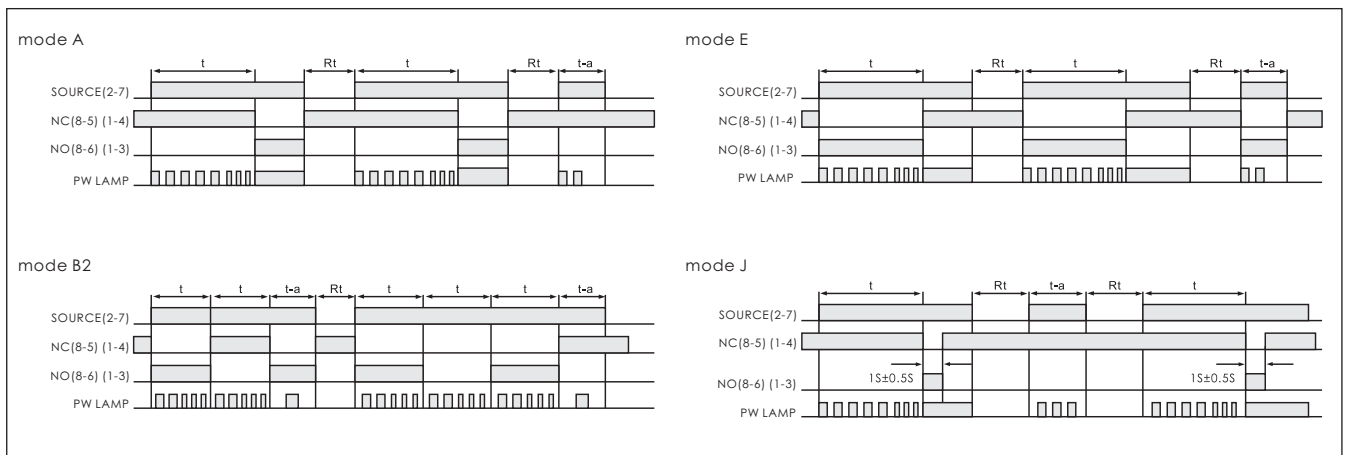 mode A
t Rt t Rt t-a
SOURCE(2-7)
NC(8-5) (1-4)
NO(8-6) (1-3)
PW LAMP
mode E
t Rt t Rt t-a
SOURCE(2-7)
NC(8-5) (1-4)
NO(8-6) (1-3)
PW LAMP
mode B2
t t t-a Rt t t t t-a
SOURCE(2-7)
NC(8-5) (1-4)
NO(8-6) (1-3)
PW LAMP
mode J
t Rt t-a Rt t
SOURCE(2-7)
NC(8-5) (1-4)
1S±0.5S 1S±0.5S
NO(8-6) (1-3)
PW LAMP